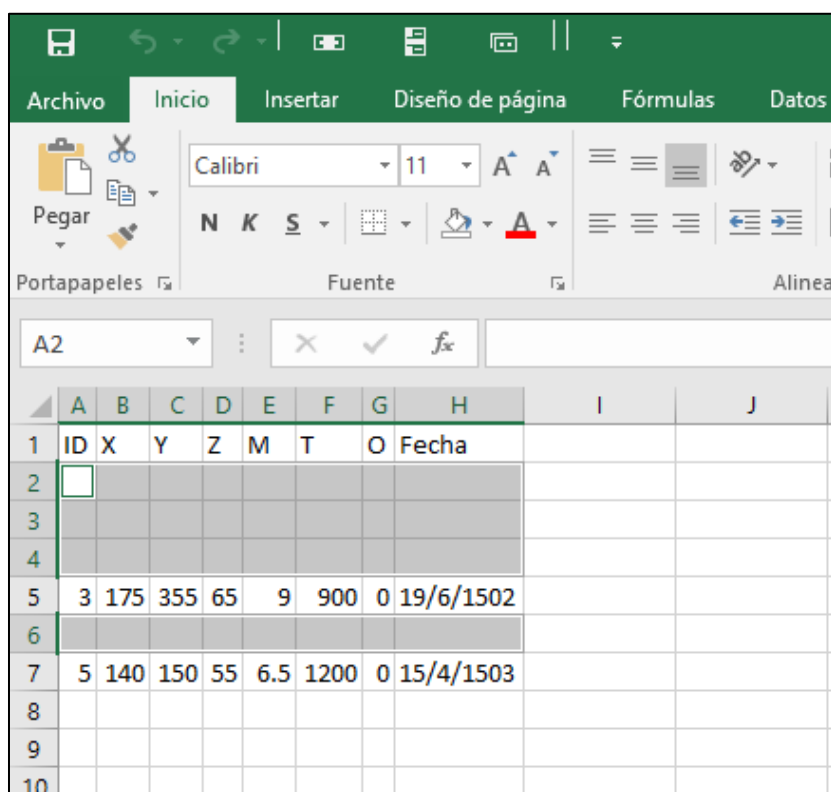 Archivo Inicio Insertar Diseño de página Fórmulas Datos
Calibri 11 A A
Pegar N K S A
Portapapeles Fuente
A2 fx
A B C D E F G H I J
1 ID X Y Z M T O Fecha
2
3
4
5 3 175 355 65 9 900 0 19/6/1502
6
7 5 140 150 55 6.5 1200 0 15/4/1503
8
9
10